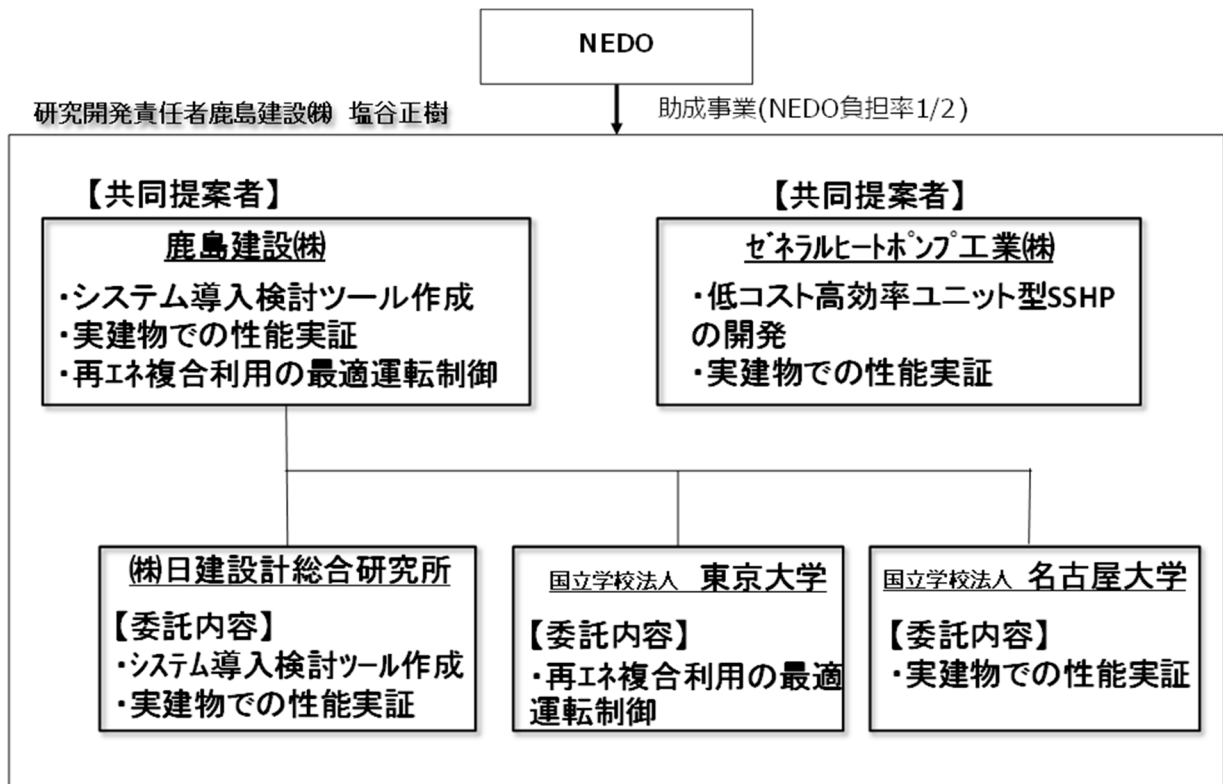 NEDO
研究開発責任者鹿島建設㈱ 塩谷正樹
助成事業(NEDO負担率1/2)
【共同提案者】
鹿島建設㈱
・システム導入検討ツール作成
・実建物での性能実証
・再ｴﾈ複合利用の最適運転制御
【共同提案者】
ｾﾞﾈﾗﾙﾋｰﾄﾎﾟﾝﾌﾟ工業㈱
・低コスト高効率ユニット型SSHP
の開発
・実建物での性能実証
㈱日建設計総合研究所
【委託内容】
・ｼｽﾃﾑ導入検討ツール作成
・実建物での性能実証
国立学校法人 東京大学
【委託内容】
・再ｴﾈ複合利用の最適
運転制御
国立学校法人 名古屋大学
【委託内容】
・実建物での性能実証